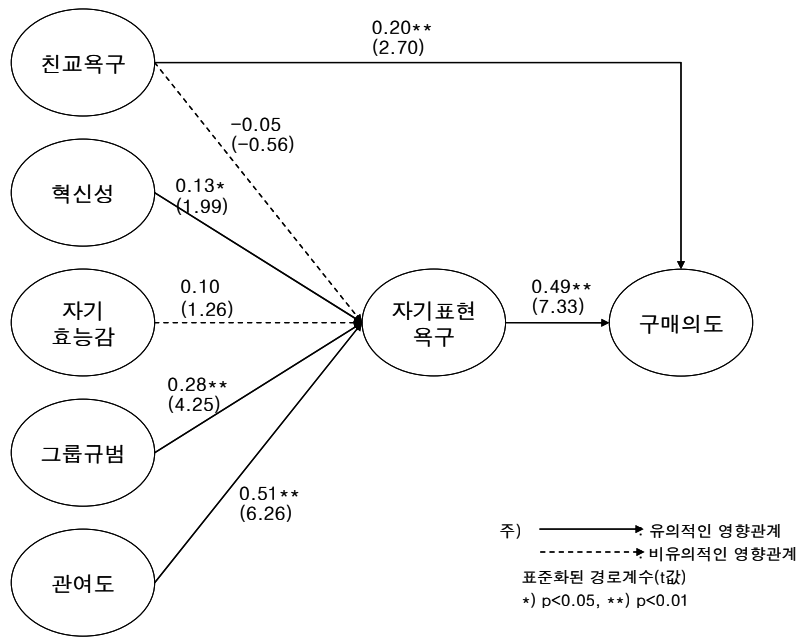 0.20**
(2.70)
친교욕구
-0.05
(-0.56)
혁신성
0.13*
(1.99)
자기
효능감
0.10
(1.26)
자기표현
욕구
0.49**
(7.33)
구매의도
0.28**
(4.25)
그룹규범
0.51**
(6.26)
관여도
주) : 유의적인 영향관계
: 비유의적인 영향관계
표준화된 경로계수(t값)
*) p<0.05, **) p<0.01